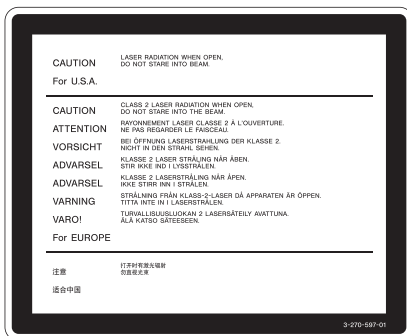 CAUTION
LASER RADIATION WHEN OPEN,
DO NOT STARE INTO BEAM.
For U.S.A.
CAUTION
CLASS 2 LASER RADIATION WHEN OPEN,
DO NOT STARE INTO THE BEAM.
ATTENTION
RAYONNEMENT LASER CLASSE 2 À L'OUVERTURE.
NE PAS REGARDER LE FAISCEAU.
VORSICHT
BEI ÖFFNUNG LASERSTRAHLUNG DER KLASSE 2.
NICHT IN DEN STRAHL SEHEN.
ADVARSEL
KLASSE 2 LASER STRÅLING NÅR ÅBEN.
STIR IKKE IND I LYSSTRÅLEN.
ADVARSEL
KLASSE 2 LASERSTRÅLING NÅR ÅPEN.
IKKE STIRR INN I STRÅLEN.
VARNING
STRÅLNING FRÅN KLASS-2-LASER DÅ APPARATEN ÄR ÖPPEN.
TITTA INTE IN I LASERSTRÅLEN.
VARO!
TURVALLISUUSLUOKAN 2 LASERSÄTEILY AVATTUNA.
ÄLÄ KATSO SÄTEESEEN.
For EUROPE
注意
打开时有激光辐射
勿直视光束
适合中国
3-270-597-01